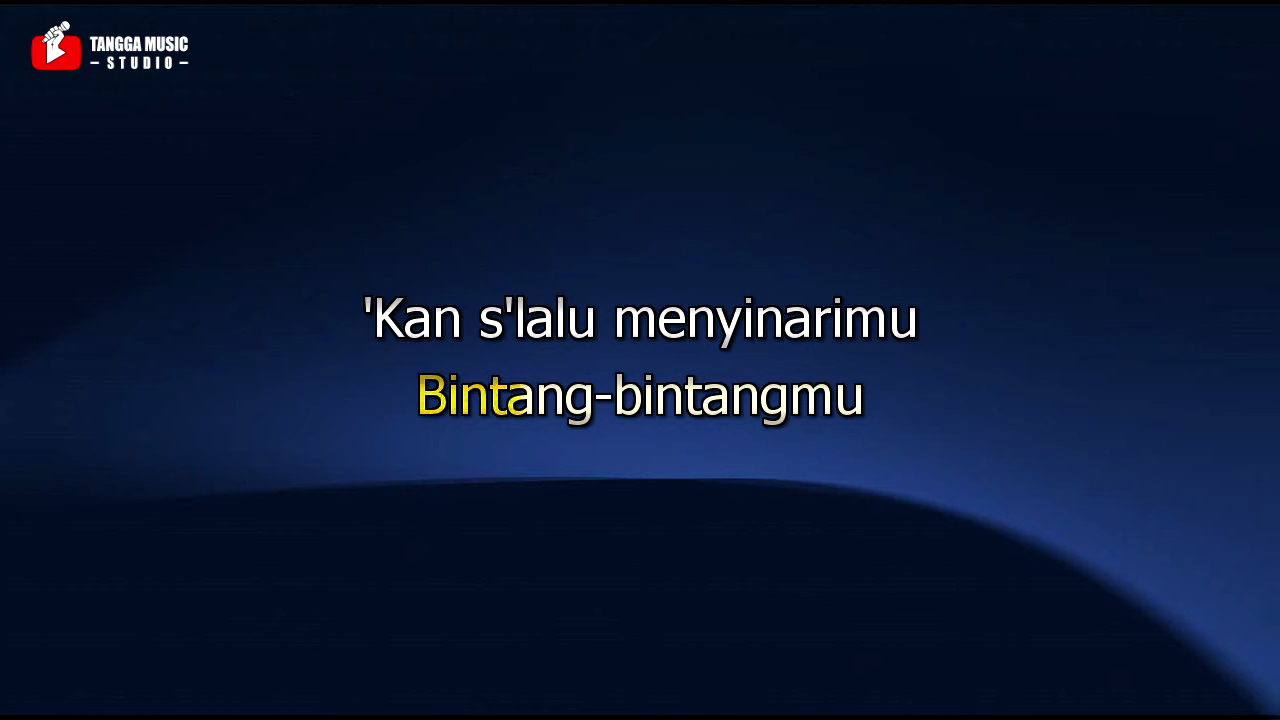 TANGGA MUSIC
– STUDIO –
'Kan s'lalu menyinarimu
Bintang-bintangmu